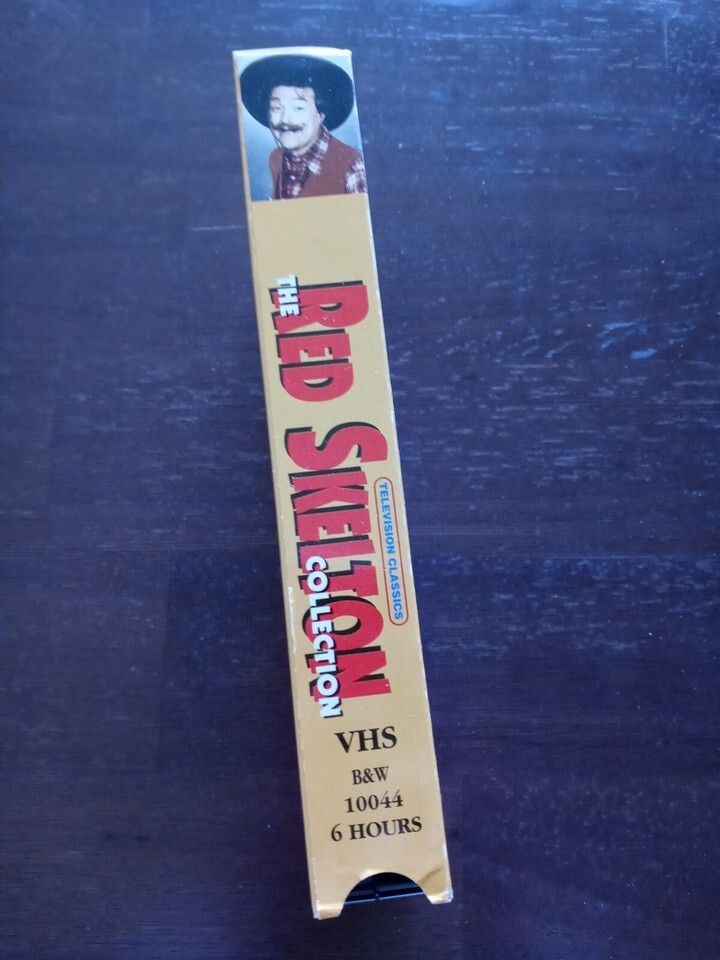 THE
RED SKELTON
COLLECTION
TELEVISION CLASSICS
VHS
B&W
10044
6 HOURS